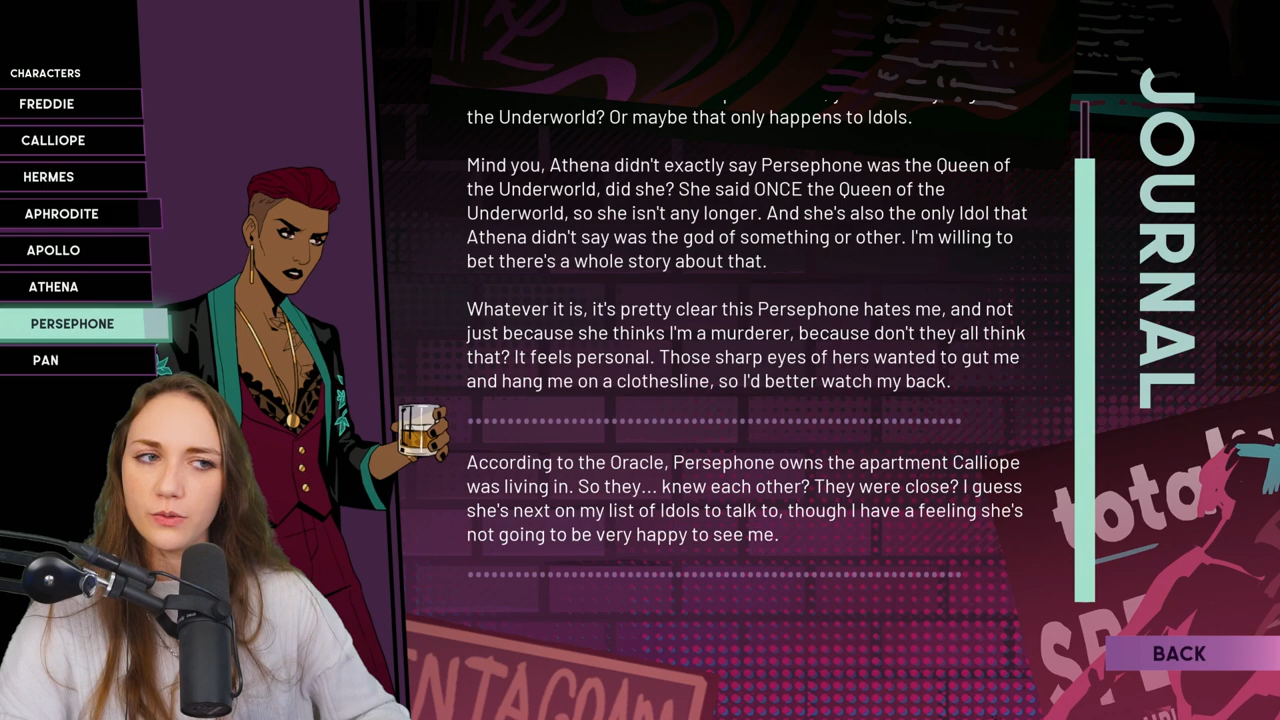 CHARACTERS
FREDDIE
CALLIOPE
HERMES
APHRODITE
APOLLO
ATHENA
PERSEPHONE
PAN
the Underworld? Or maybe that only happens to Idols.
Mind you, Athena didn't exactly say Persephone was the Queen of
the Underworld, did she? She said ONCE the Queen of the
Underworld, so she isn't any longer. And she's also the only Idol that
Athena didn't say was the god of something or other. I'm willing to
bet there's a whole story about that.
Whatever it is, it's pretty clear this Persephone hates me, and not
just because she thinks I'm a murderer, because don't they all think
that? It feels personal. Those sharp eyes of hers wanted to gut me
and hang me on a clothesline, so I'd better watch my back.
According to the Oracle, Persephone owns the apartment Calliope
was living in. So they... knew each other? They were close? I guess
she's next on my list of Idols to talk to, though I have a feeling she's
not going to be very happy to see me.
JOURNAL
BACK